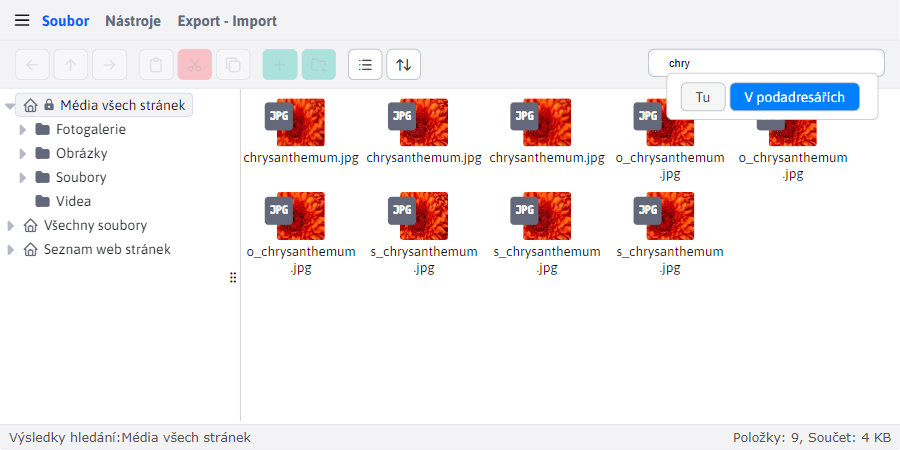 Soubor Nástroje Export - Import
chry
Tu V podadresářích
Média všech stránek
Fotogalerie
Obrázky
Soubory
Videa
Všechny soubory
Seznam web stránek
JPG JPG JPG JPG
chrysanthemum.jpg chrysanthemum.jpg chrysanthemum.jpg o_chrysanthemum o_chrysanthemum
.jpg .jpg
JPG JPG JPG JPG
o_chrysanthemum s_chrysanthemum s_chrysanthemum s_chrysanthemum
.jpg .jpg .jpg .jpg
Výsledky hledání:Média všech stránek Položky: 9, Součet: 4 KB